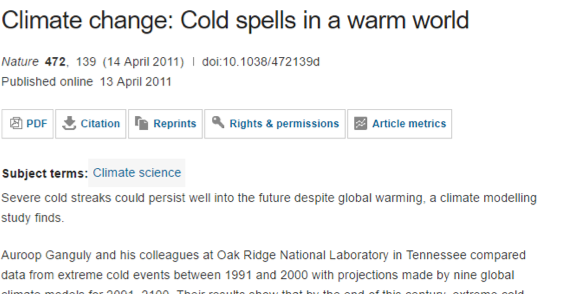 Climate change: Cold spells in a warm world
Nature 472, 139 (14 April 2011) | doi:10.1038/472139d
Published online 13 April 2011
PDF Citation Reprints Rights & permissions Article metrics
Subject terms: Climate science
Severe cold streaks could persist well into the future despite global warming, a climate modelling
study finds.
Auroop Ganguly and his colleagues at Oak Ridge National Laboratory in Tennessee compared
data from extreme cold events between 1991 and 2000 with projections made by nine global
climate models for 2091–2100. Their results show that by the end of this century, extreme cold